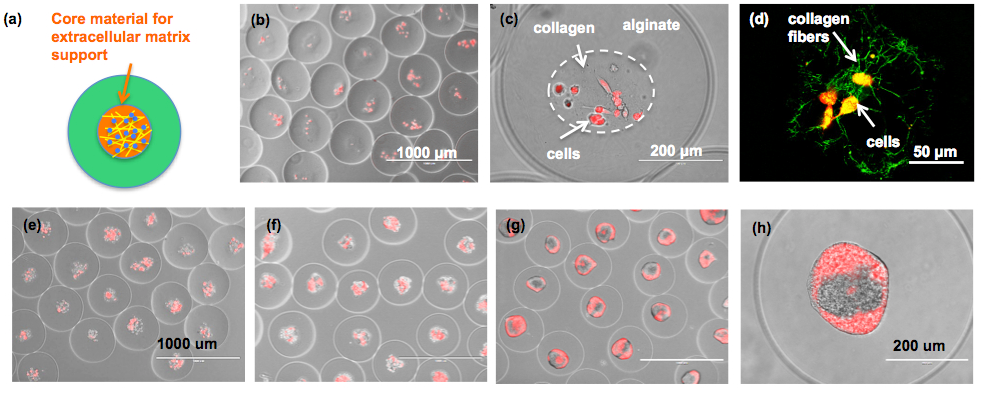 (a)
Core material for
extracellular matrix
support
(b)
1000 µm
(c)
collagen
alginate
cells
200 µm
(d)
collagen
fibers
cells
50 µm
(e)
1000 um
(f)
(g)
(h)
200 um